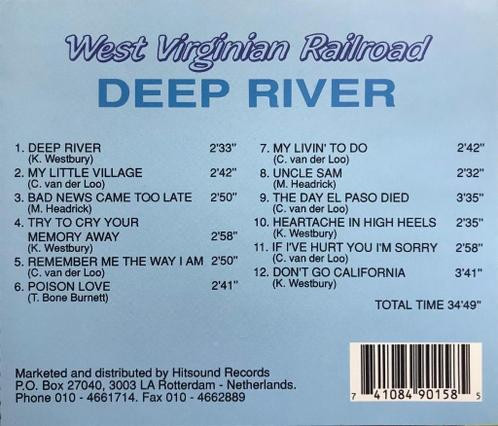 West Virginian Railroad
DEEP RIVER
1. DEEP RIVER 2'33"
(K. Westbury)
2. MY LITTLE VILLAGE 2'42"
(C. van der Loo)
3. BAD NEWS CAME TOO LATE 2'50"
(M. Headrick)
4. TRY TO CRY YOUR
MEMORY AWAY 2'58"
(K. Westbury)
5. REMEMBER ME THE WAY I AM 2'50"
(C. van der Loo)
6. POISON LOVE 2'41"
(T. Bone Burnett)
7. MY LIVIN' TO DO 2'42"
(C. van der Loo)
8. UNCLE SAM 2'32"
(M. Headrick)
9. THE DAY EL PASO DIED 3'35"
(C. van der Loo)
10. HEARTACHE IN HIGH HEELS 2'35"
(K. Westbury)
11. IF I'VE HURT YOU I'M SORRY 2'58"
(C. van der Loo)
12. DON'T GO CALIFORNIA 3'41"
(K. Westbury)
TOTAL TIME 34'49"
Marketed and distributed by Hitsound Records
P.O. Box 27040, 3003 LA Rotterdam - Netherlands.
Phone 010 - 4661714. Fax 010 - 4662889
7 41084 90158 5